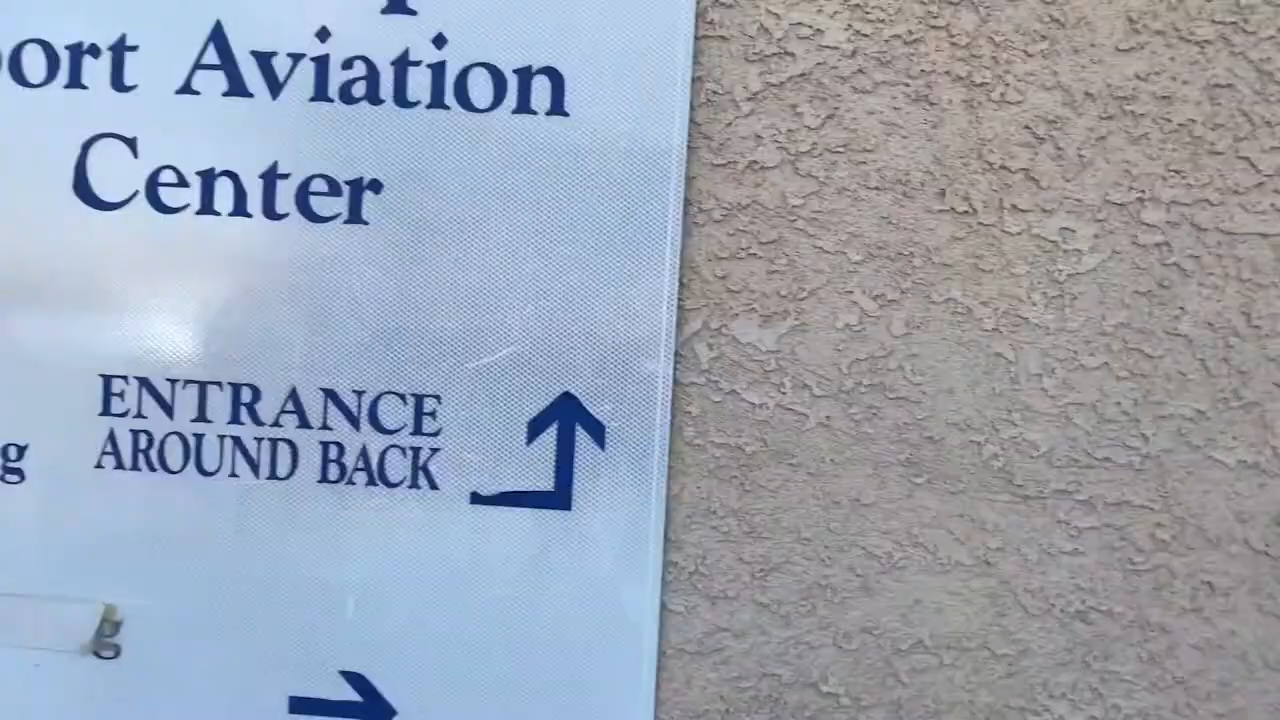 ort Aviation
Center
ENTRANCE
AROUND BACK
g
g